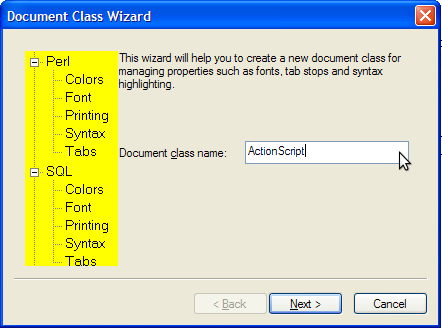 Document Class Wizard
Perl
Colors
Font
Printing
Syntax
Tabs
SQL
Colors
Font
Printing
Syntax
Tabs
This wizard will help you to create a new document class for
managing properties such as fonts, tab stops and syntax
highlighting.
Document class name: ActionScript
< Back Next > Cancel